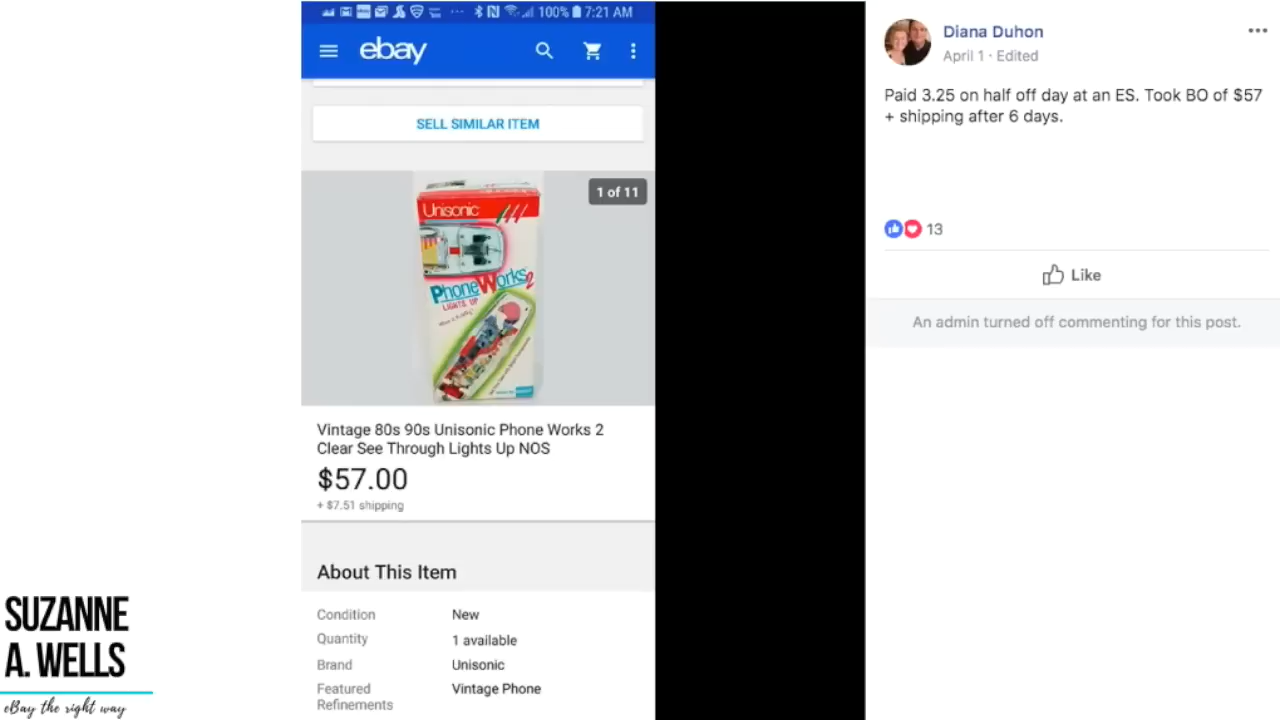 100% 7:21 AM
ebay
SELL SIMILAR ITEM
1 of 11
Unisonic
PhoneWorks 2
LIGHTS UP
Vintage 80s 90s Unisonic Phone Works 2
Clear See Through Lights Up NOS
$57.00
+ $7.51 shipping
About This Item
Condition New
Quantity 1 available
Brand Unisonic
Featured Vintage Phone
Refinements
Diana Duhon
April 1 · Edited
Paid 3.25 on half off day at an ES. Took BO of $57
+ shipping after 6 days.
13
Like
An admin turned off commenting for this post.
SUZANNE
A. WELLS
eBay the right way